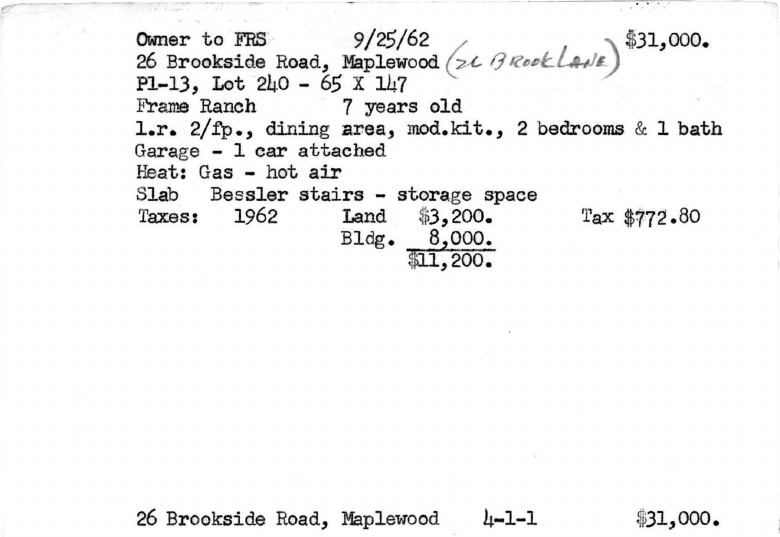 Owner to FRS 9/25/62 $31,000.
26 Brookside Road, Maplewood (26 BrookLANE)
Pl-13, Lot 240 - 65 X 147
Frame Ranch 7 years old
l.r. 2/fp., dining area, mod.kit., 2 bedrooms & 1 bath
Garage - 1 car attached
Heat: Gas - hot air
Slab Bessler stairs - storage space
Taxes: 1962 Land $3,200. Tax $772.80
Bldg. 8,000.
$11,200.
26 Brookside Road, Maplewood 4-1-1 $31,000.